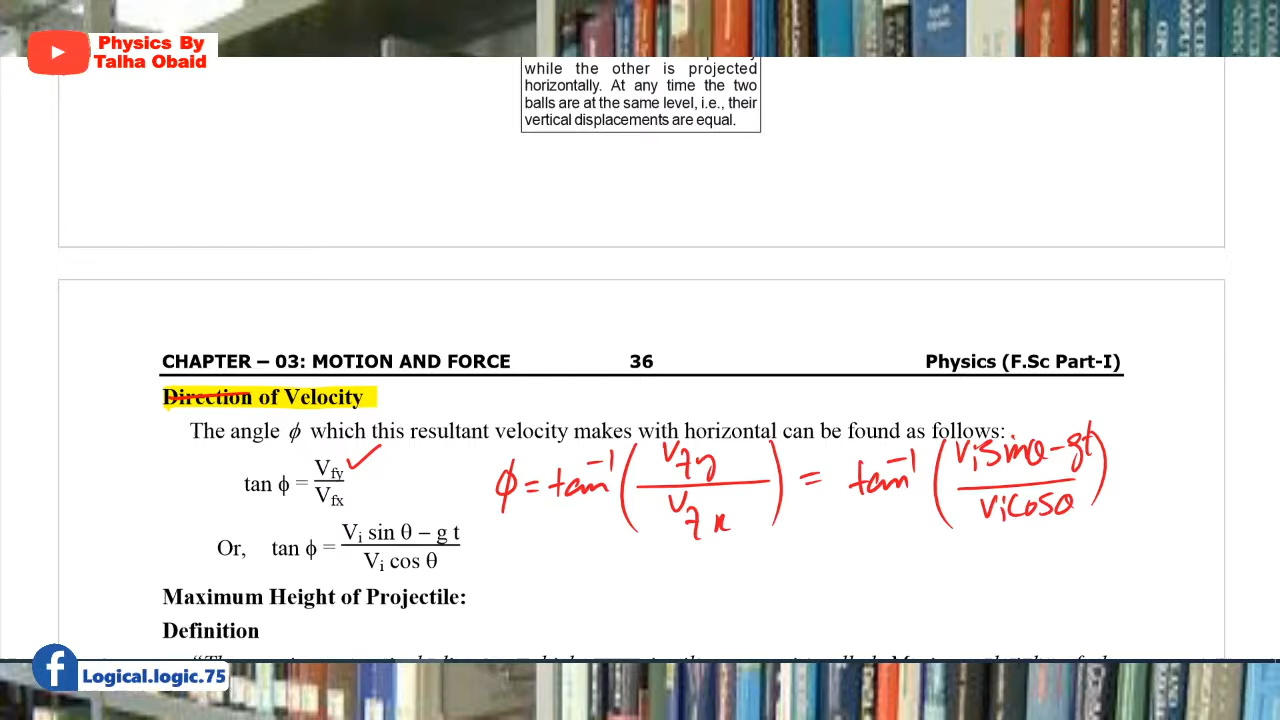 Physics By
Talha Obaid
while the other is projected
horizontally. At any time the two
balls are at the same level, i.e., their
vertical displacements are equal.
CHAPTER – 03: MOTION AND FORCE 36 Physics (F.Sc Part-I)
Direction of Velocity
The angle ϕ which this resultant velocity makes with horizontal can be found as follows:
tan ϕ = Vfy / Vfx
ϕ = tan⁻¹ (Vfy / Vfx) = tan⁻¹ (Vi sinθ – gt / Vi cosθ)
Or, tan ϕ = Vi sin θ – g t / Vi cos θ
Maximum Height of Projectile:
Definition
Logical.logic.75